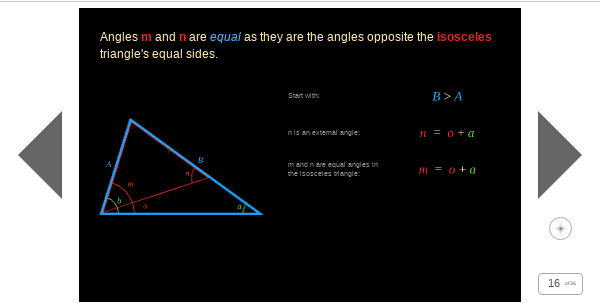 Angles m and n are equal as they are the angles opposite the isosceles
triangle's equal sides.
Start with:
B > A
n is an external angle:
n = o + a
m and n are equal angles in
the isosceles triangle:
m = o + a
A
B
m
n
b
o
a
16 of 36